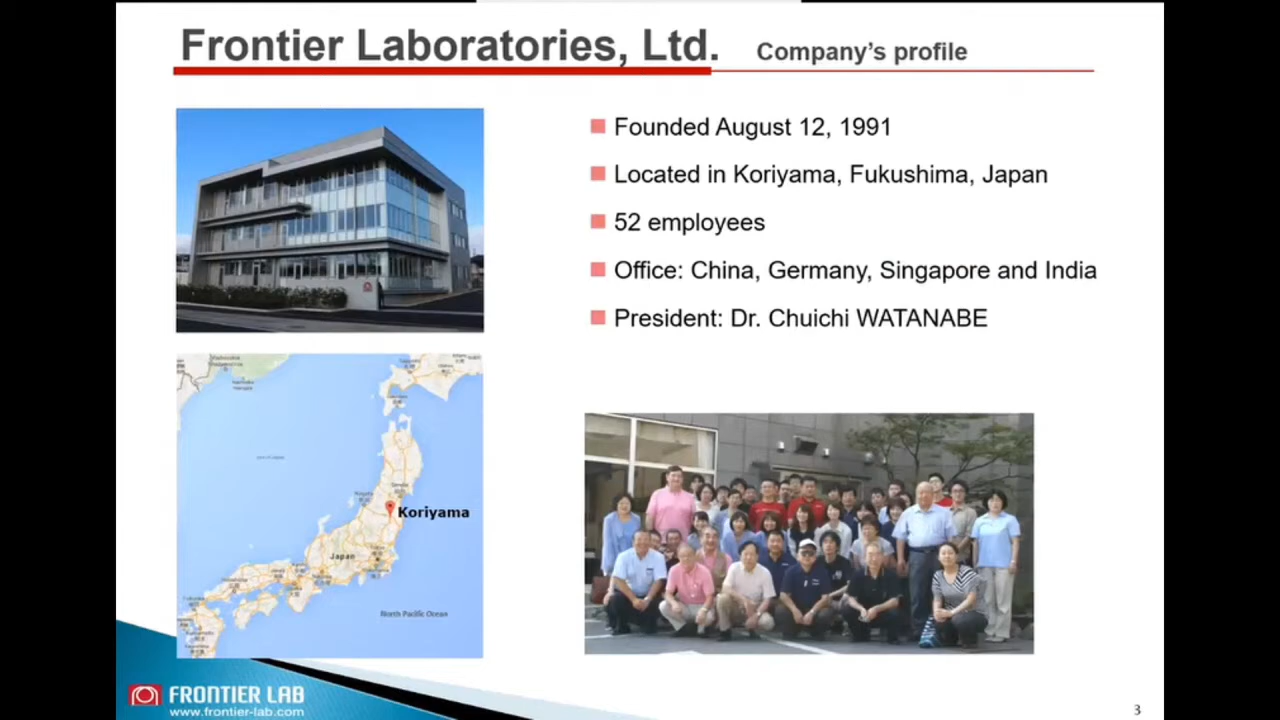 Frontier Laboratories, Ltd. Company's profile
Founded August 12, 1991
Located in Koriyama, Fukushima, Japan
52 employees
Office: China, Germany, Singapore and India
President: Dr. Chuichi WATANABE
Koriyama
Japan
North Pacific Ocean
FRONTIER LAB
www.frontier-lab.com
3